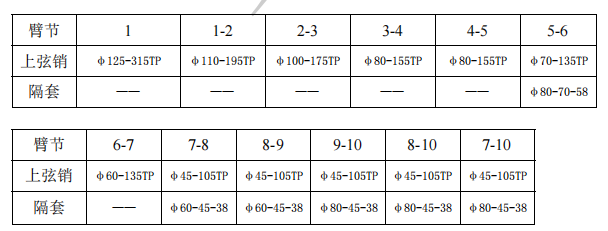 臂节 1 1-2 2-3 3-4 4-5 5-6
上弦销 φ125-315TP φ110-195TP φ100-175TP φ80-155TP φ80-155TP φ70-135TP
隔套 —— —— —— —— —— φ80-70-58
臂节 6-7 7-8 8-9 9-10 8-10 7-10
上弦销 φ60-135TP φ45-105TP φ45-105TP φ45-105TP φ45-105TP φ45-105TP
隔套 —— φ60-45-38 φ60-45-38 φ80-45-38 φ80-45-38 φ80-45-38